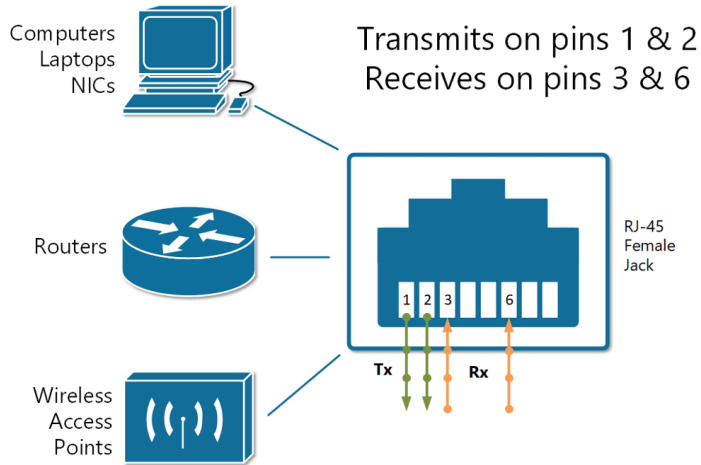 Computers
Laptops
NICs
Transmits on pins 1 & 2
Receives on pins 3 & 6
Routers
RJ-45
Female
Jack
1 2 3 6
Tx Rx
Wireless
Access
Points